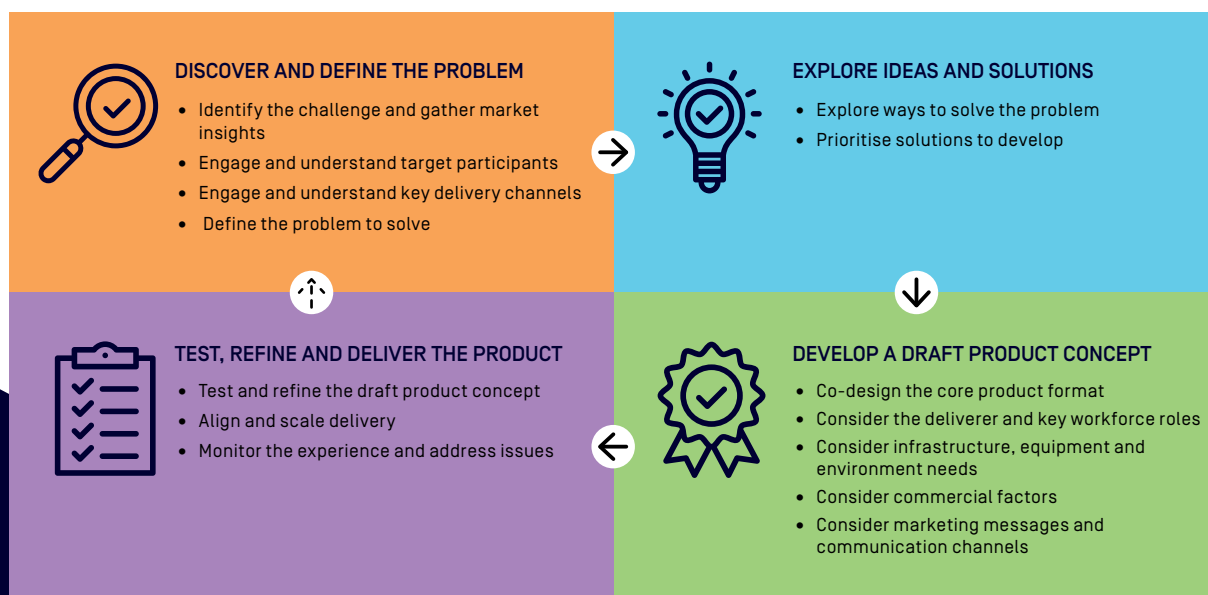 DISCOVER AND DEFINE THE PROBLEM
• Identify the challenge and gather market
insights
• Engage and understand target participants
• Engage and understand key delivery channels
• Define the problem to solve
EXPLORE IDEAS AND SOLUTIONS
• Explore ways to solve the problem
• Prioritise solutions to develop
TEST, REFINE AND DELIVER THE PRODUCT
• Test and refine the draft product concept
• Align and scale delivery
• Monitor the experience and address issues
DEVELOP A DRAFT PRODUCT CONCEPT
• Co-design the core product format
• Consider the deliverer and key workforce roles
• Consider infrastructure, equipment and
environment needs
• Consider commercial factors
• Consider marketing messages and
communication channels